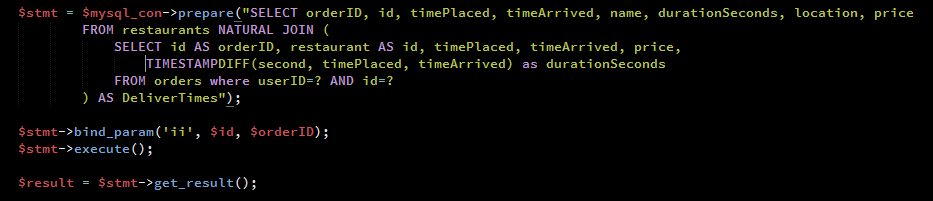 $stmt = $mysql_con->prepare("SELECT orderID, id, timePlaced, timeArrived, name, durationSeconds, location, price
FROM restaurants NATURAL JOIN (
SELECT id AS orderID, restaurant AS id, timePlaced, timeArrived, price,
TIMESTAMPDIFF(second, timePlaced, timeArrived) as durationSeconds
FROM orders where userID=? AND id=?
) AS DeliverTimes");
$stmt->bind_param('ii', $id, $orderID);
$stmt->execute();
$result = $stmt->get_result();